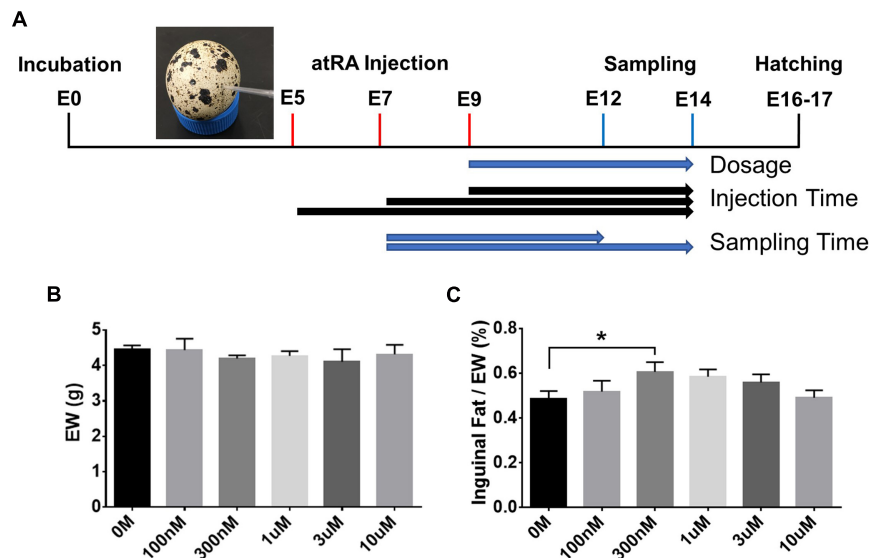 A
Incubation
atRA Injection
Sampling
Hatching
E0
E5
E7
E9
E12
E14
E16-17
Dosage
Injection Time
Sampling Time
B
EW (g)
5
4
3
2
1
0
0M
100nM
300nM
1uM
3uM
10uM
C
Inguinal Fat / EW (%)
0.8
0.6
0.4
0.2
0.0
*
0M
100nM
300nM
1uM
3uM
10uM